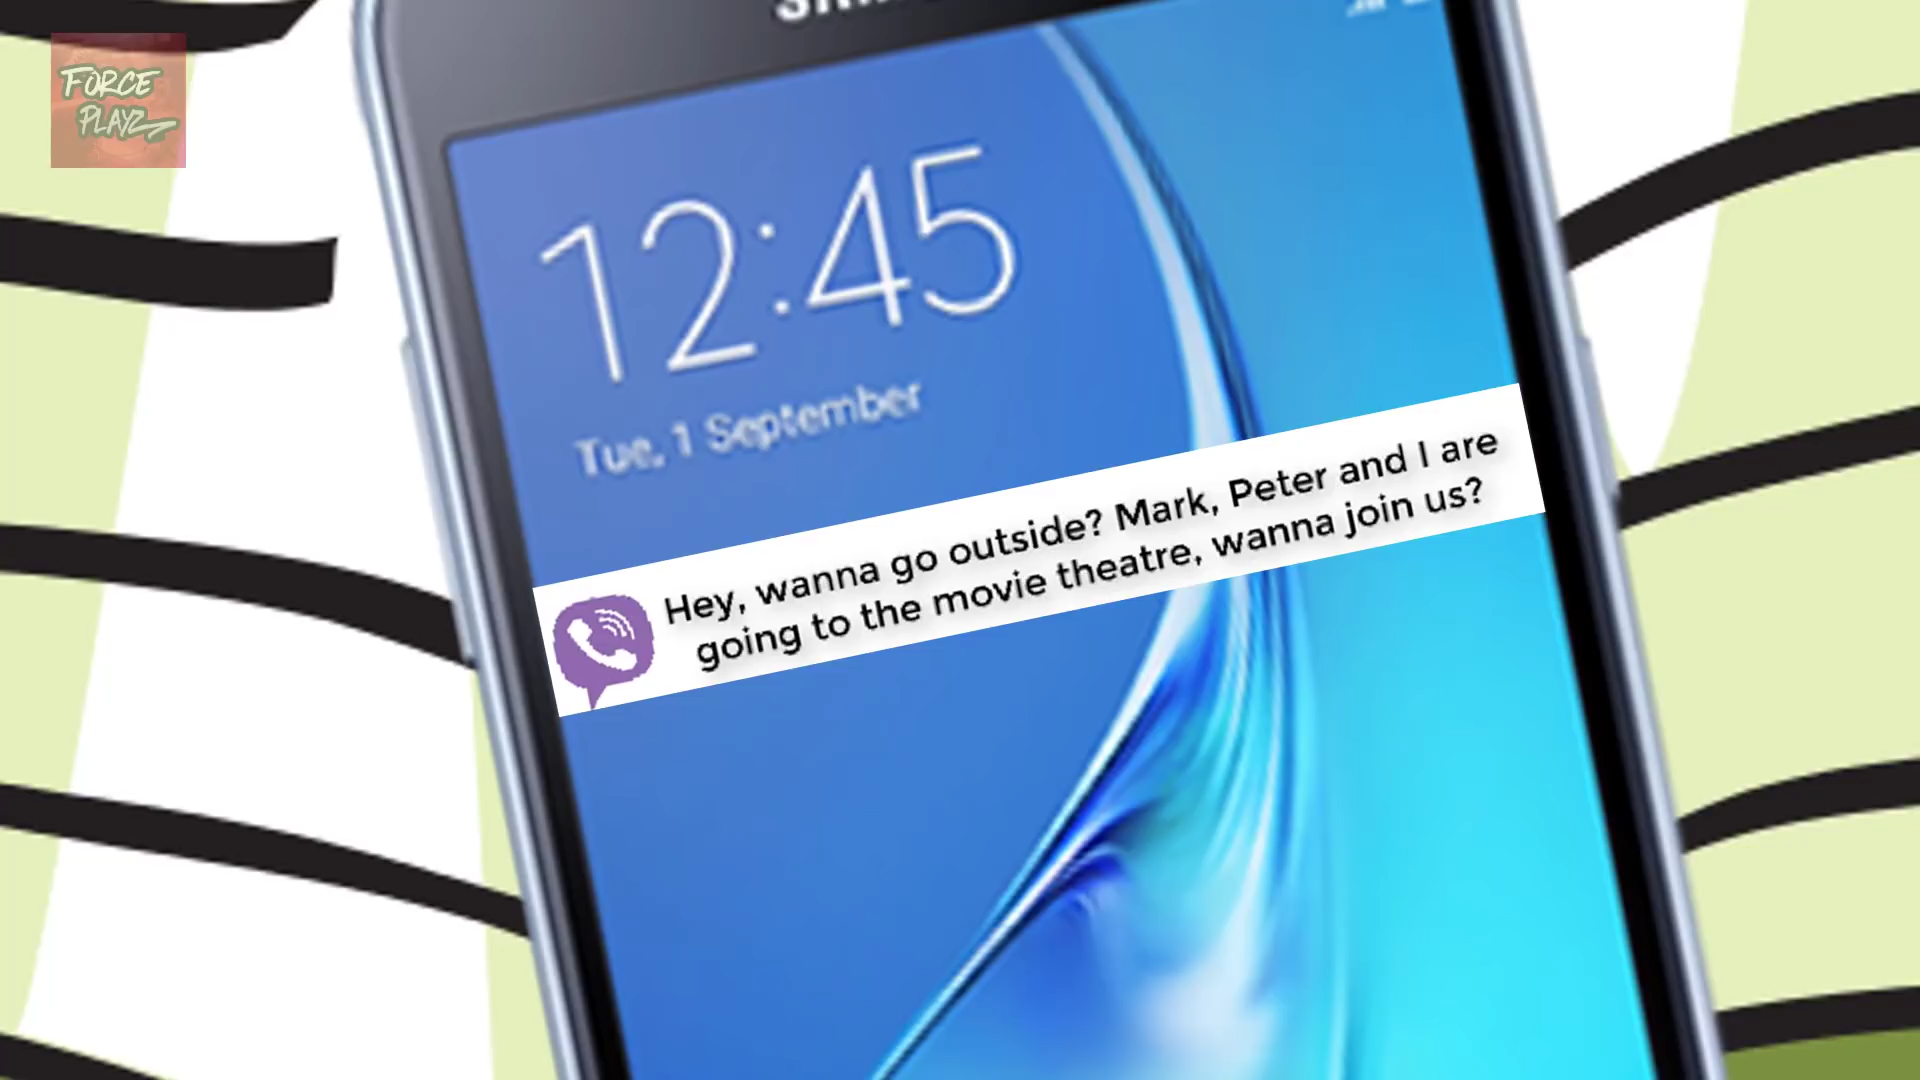 FORCE
PLAYZ
12:45
Tue, 1 September
Hey, wanna go outside? Mark, Peter and I are
going to the movie theatre, wanna join us?